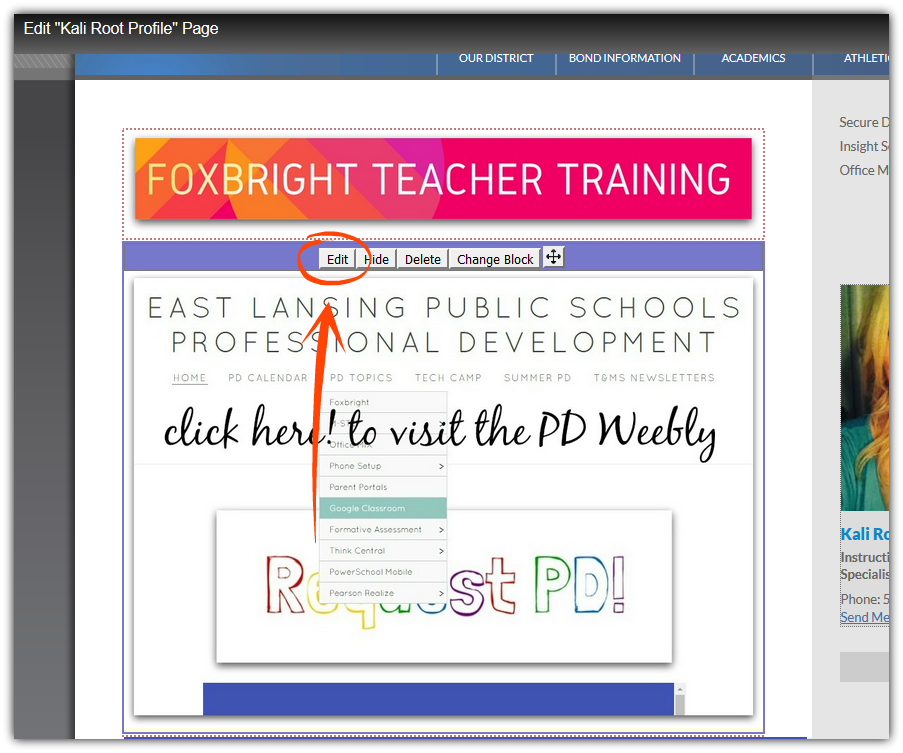 Edit "Kali Root Profile" Page
OUR DISTRICT
BOND INFORMATION
ACADEMICS
ATHLETI
Secure D
Insight S
Office M
FOXBRIGHT TEACHER TRAINING
Edit
Hide
Delete
Change Block
EAST LANSING PUBLIC SCHOOLS
PROFESSIONAL DEVELOPMENT
HOME
PD CALENDAR
PD TOPICS
TECH CAMP
SUMMER PD
T&MS NEWSLETTERS
Foxbright
click here! to visit the PD Weebly
Office Mix
Phone Setup >
Parent Portals
Google Classroom
Formative Assessment >
Think Central >
PowerSchool Mobile
Pearson Realize >
Request PD!
Kali Ro
Instructi
Specialis
Phone: 5
Send Me